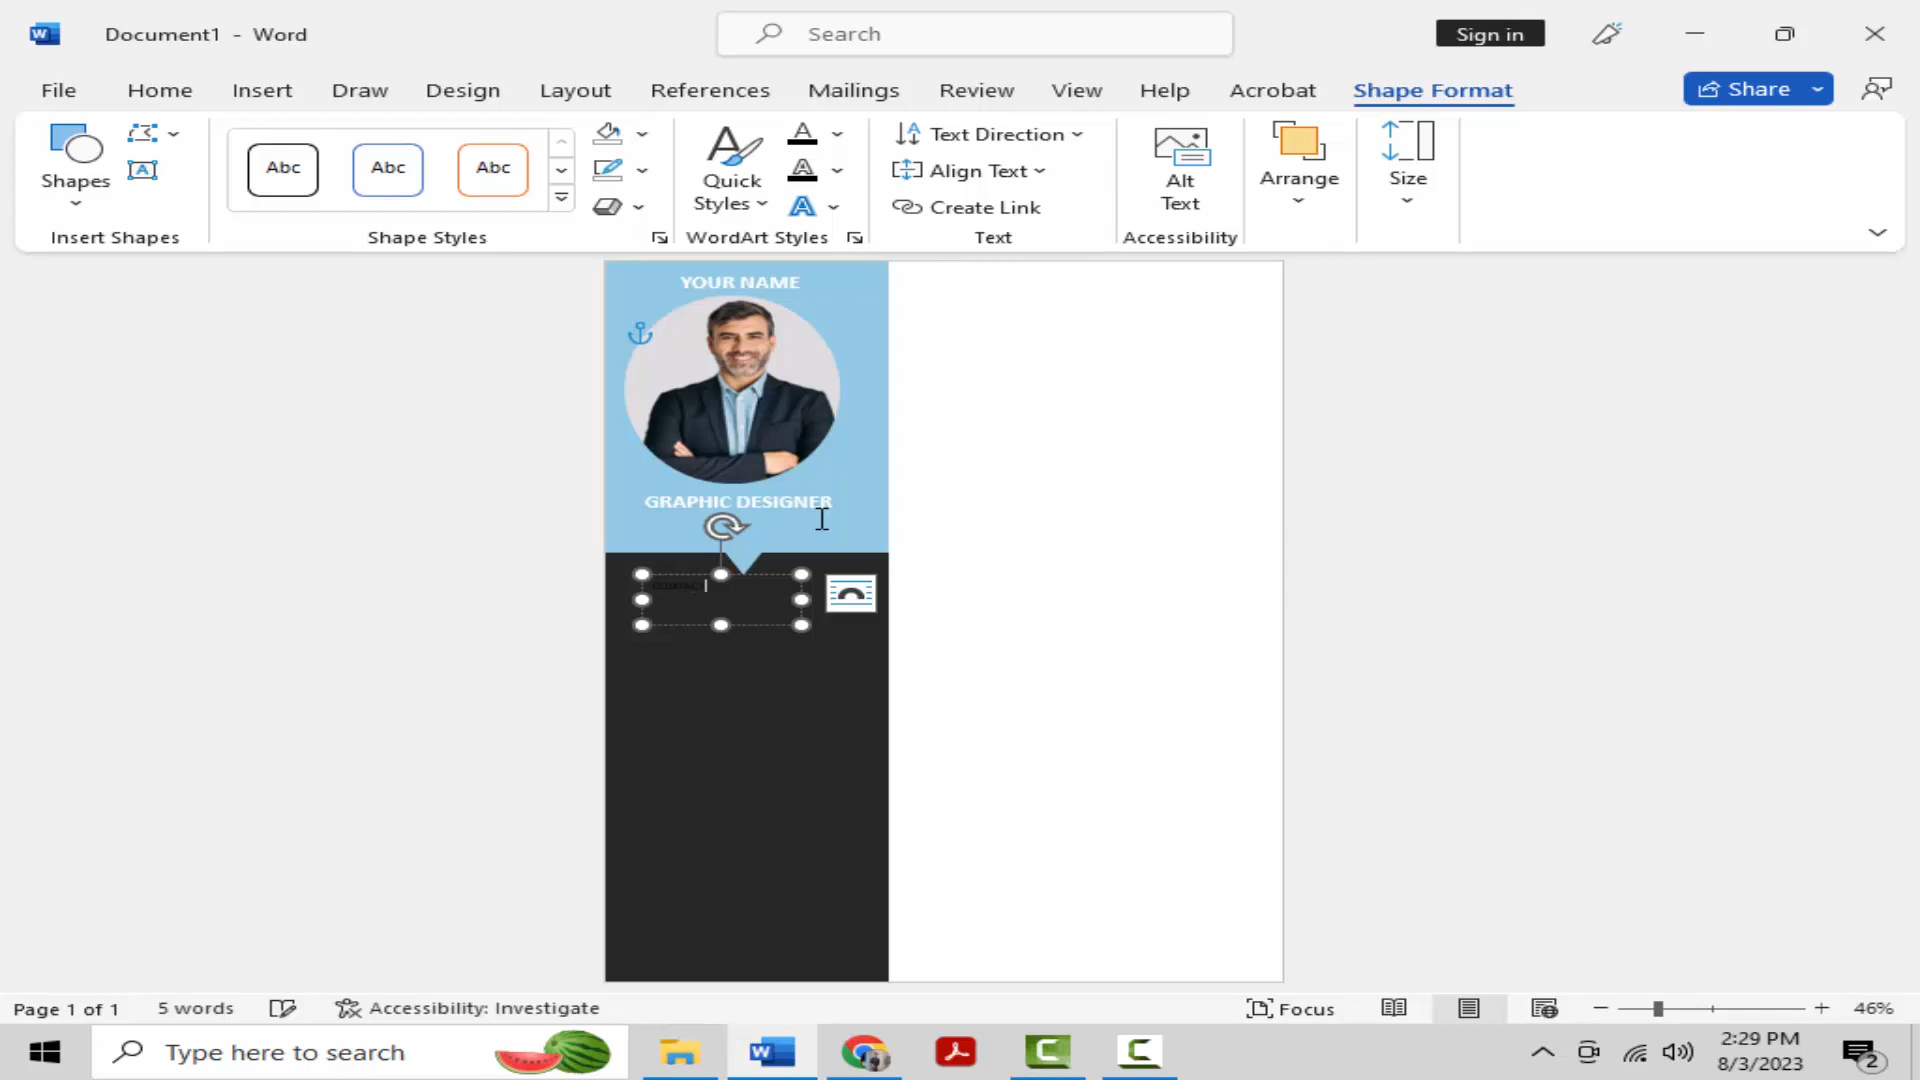 Document1 - Word
Search
Sign in
File
Home
Insert
Draw
Design
Layout
References
Mailings
Review
View
Help
Acrobat
Shape Format
Share
Shapes
Insert Shapes
Abc
Abc
Abc
Shape Styles
Quick
Styles
WordArt Styles
Text Direction
Align Text
Create Link
Text
Alt
Text
Accessibility
Arrange
Size
YOUR NAME
GRAPHIC DESIGNER
Page 1 of 1
5 words
Accessibility: Investigate
Focus
46%
Type here to search
2:29 PM
8/3/2023
2